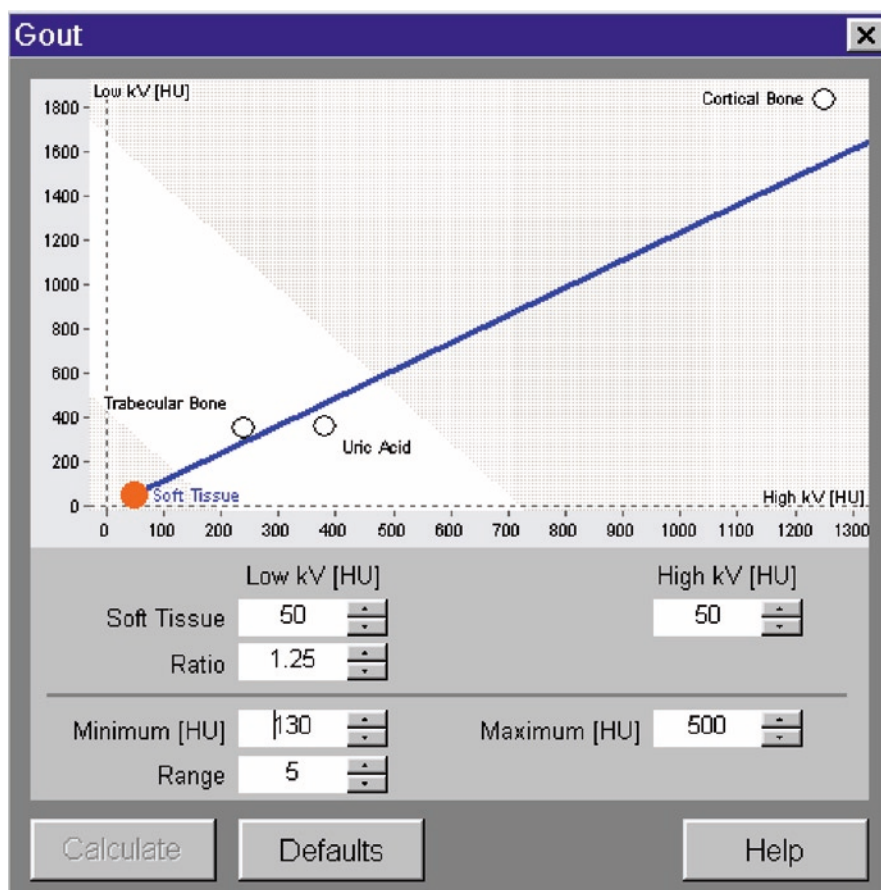 Gout
Low kV [HU]
1800
Cortical Bone
1600
1400
1200
1000
800
600
Trabecular Bone
400
Uric Acid
200
Soft Tissue
0
High kV [HU]
0 100 200 300 400 500 600 700 800 900 1000 1100 1200 1300
Low kV [HU] High kV [HU]
Soft Tissue 50 50
Ratio 1.25
Minimum [HU] 130 Maximum [HU] 500
Range 5
Calculate Defaults Help